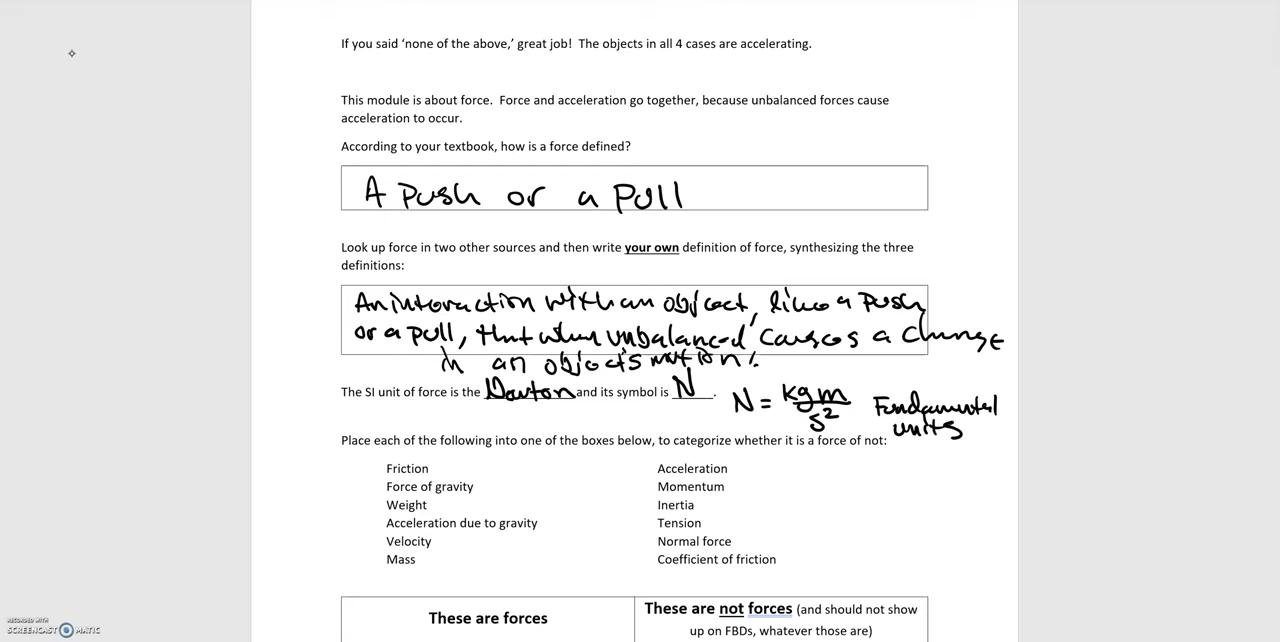 If you said ‘none of the above,’ great job!  The objects in all 4 cases are accelerating.
This module is about force.  Force and acceleration go together, because unbalanced forces cause
acceleration to occur.
According to your textbook, how is a force defined?
A push or a pull
Look up force in two other sources and then write your own definition of force, synthesizing the three
definitions:
An interaction with an object, like a push
or a pull, that when unbalanced, causes a change
in an object's motion.
The SI unit of force is the Newton and its symbol is N.
N = kg m / s²  Fundamental units
Place each of the following into one of the boxes below, to categorize whether it is a force of not:
Friction
Force of gravity
Weight
Acceleration due to gravity
Velocity
Mass
Acceleration
Momentum
Inertia
Tension
Normal force
Coefficient of friction
These are forces
These are not forces (and should not show
up on FBDs, whatever those are)
RECORDED WITH
SCREENCAST MATIC